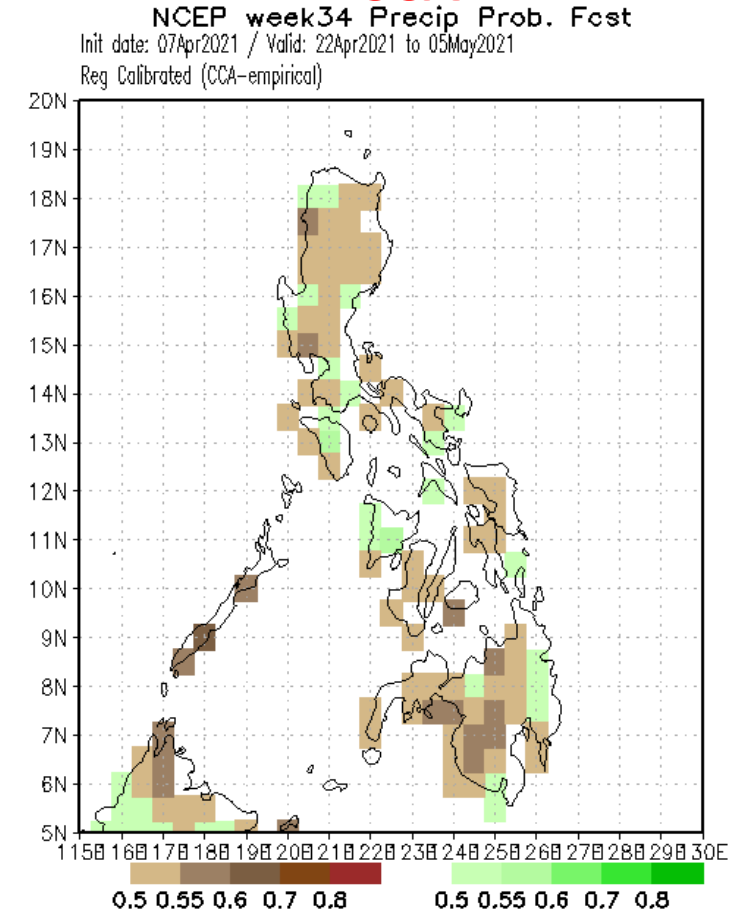 NCEP week34 Precip Prob. Fcst
Init date: 07Apr2021 / Valid: 22Apr2021 to 05May2021
Reg Calibrated (CCA-empirical)
20N
19N
18N
17N
16N
15N
14N
13N
12N
11N
10N
9N
8N
7N
6N
5N
130E
0.5 0.55 0.6 0.7 0.8 0.5 0.55 0.6 0.7 0.8